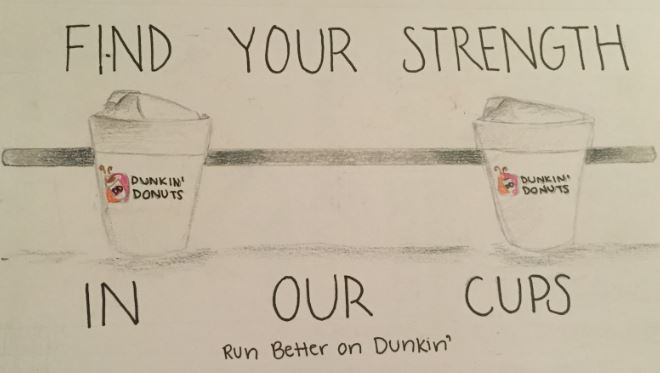 FIND YOUR STRENGTH
DUNKIN'
DONUTS
DUNKIN'
DONUTS
IN OUR CUPS
Run Better on Dunkin'